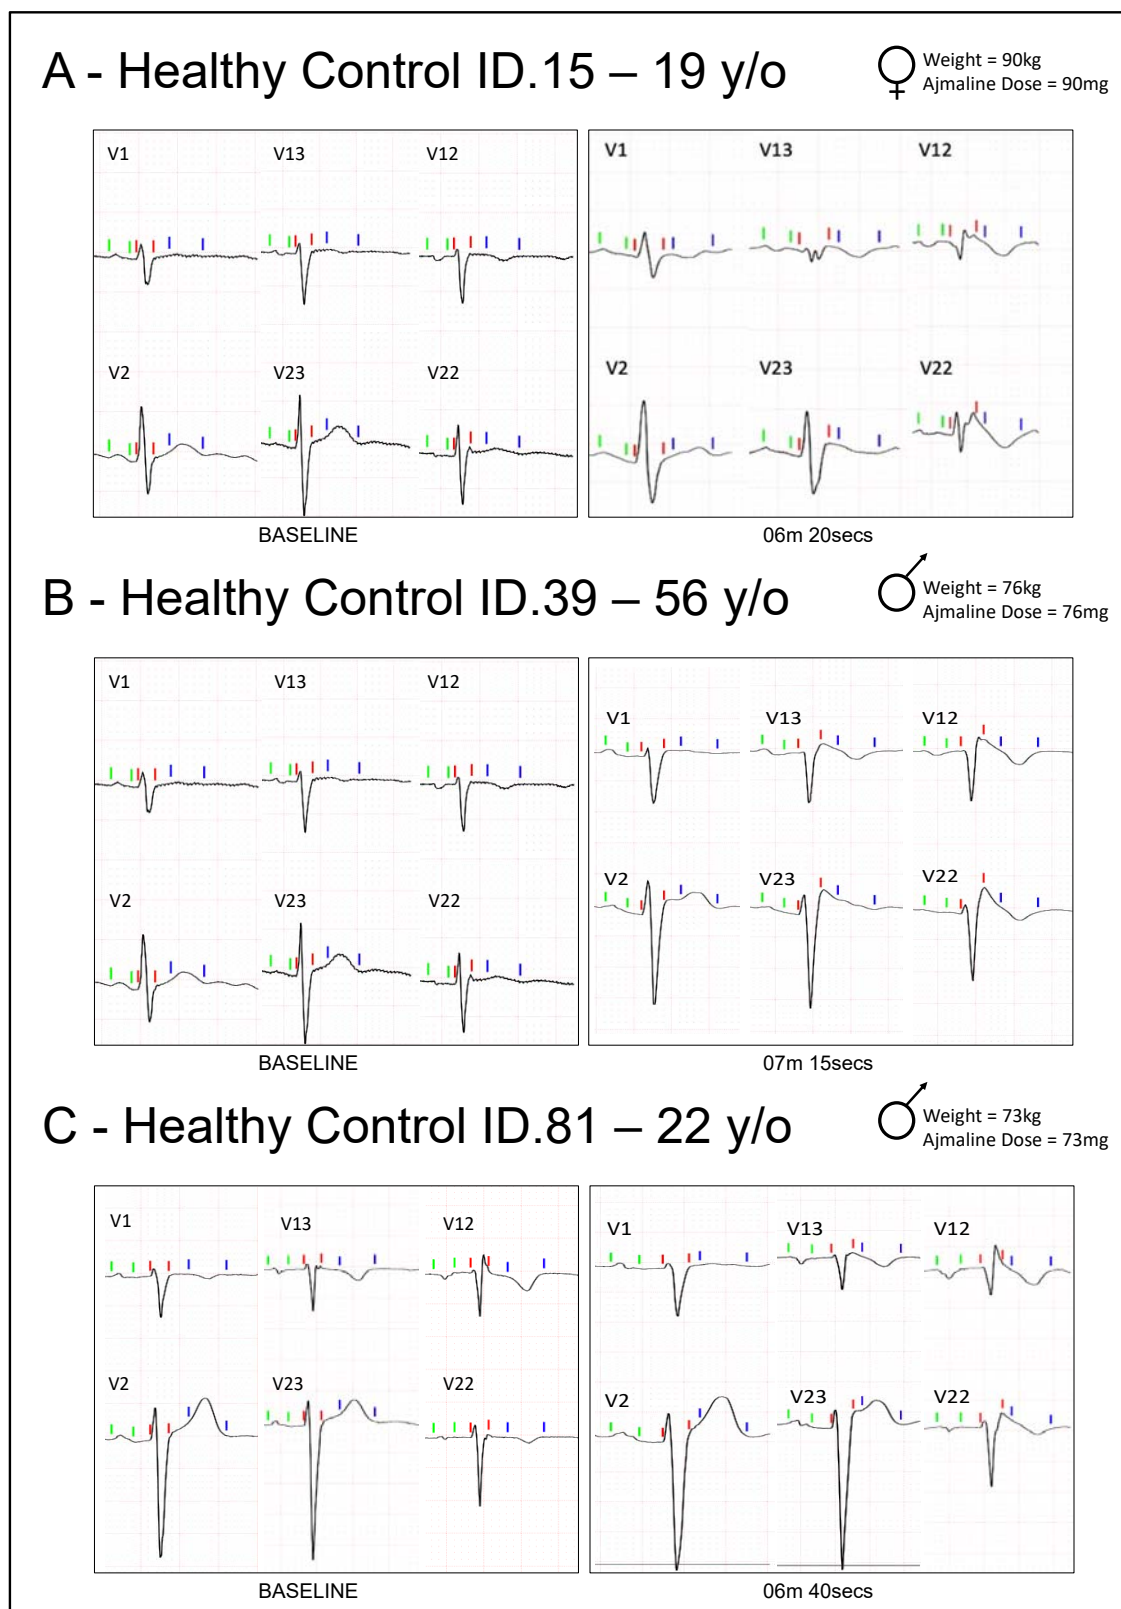 A - Healthy Control ID.15 – 19 y/o
Weight = 90kg
Ajmaline Dose = 90mg
V1 V13 V12
V2 V23 V22
BASELINE
V1 V13 V12
V2 V23 V22
06m 20secs
B - Healthy Control ID.39 – 56 y/o
Weight = 76kg
Ajmaline Dose = 76mg
V1 V13 V12
V2 V23 V22
BASELINE
V1 V13 V12
V2 V23 V22
07m 15secs
C - Healthy Control ID.81 – 22 y/o
Weight = 73kg
Ajmaline Dose = 73mg
V1 V13 V12
V2 V23 V22
BASELINE
V1 V13 V12
V2 V23 V22
06m 40secs